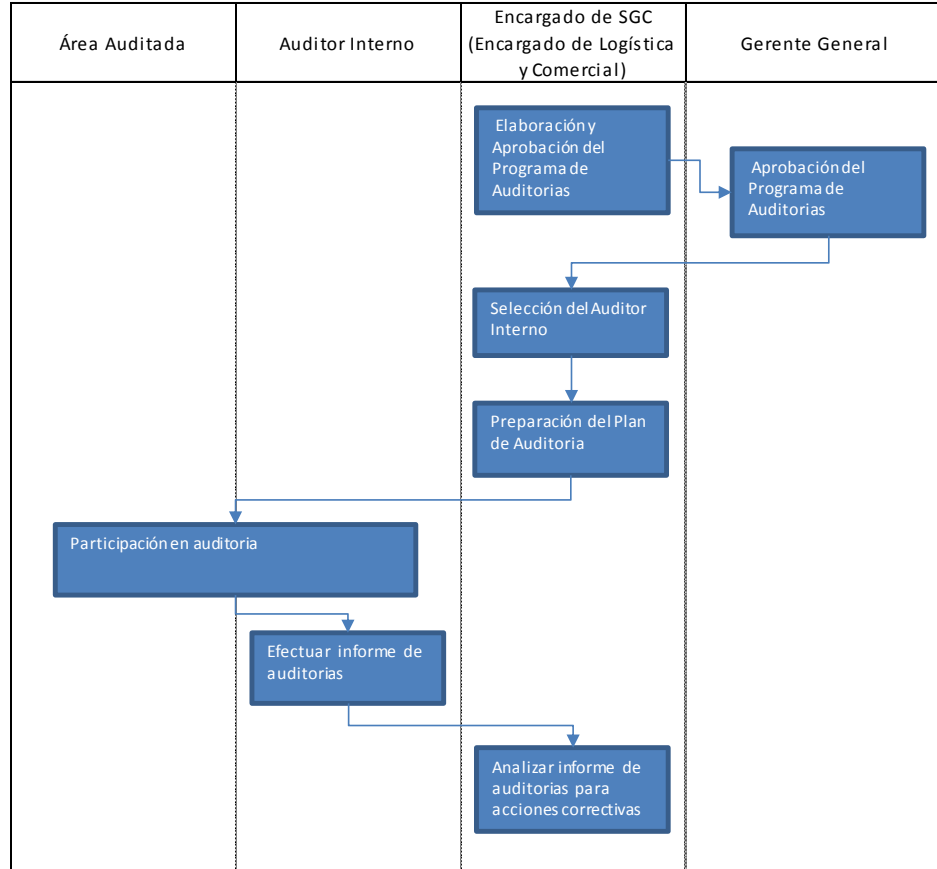 Área Auditada
Auditor Interno
Encargado de SGC
(Encargado de Logística
y Comercial)
Gerente General
Elaboración y
Aprobación del
Programa de
Auditorias
Aprobación del
Programa de
Auditorias
Selección del Auditor
Interno
Preparación del Plan
de Auditoria
Participación en auditoria
Efectuar informe de
auditorias
Analizar informe de
auditorias para
acciones correctivas